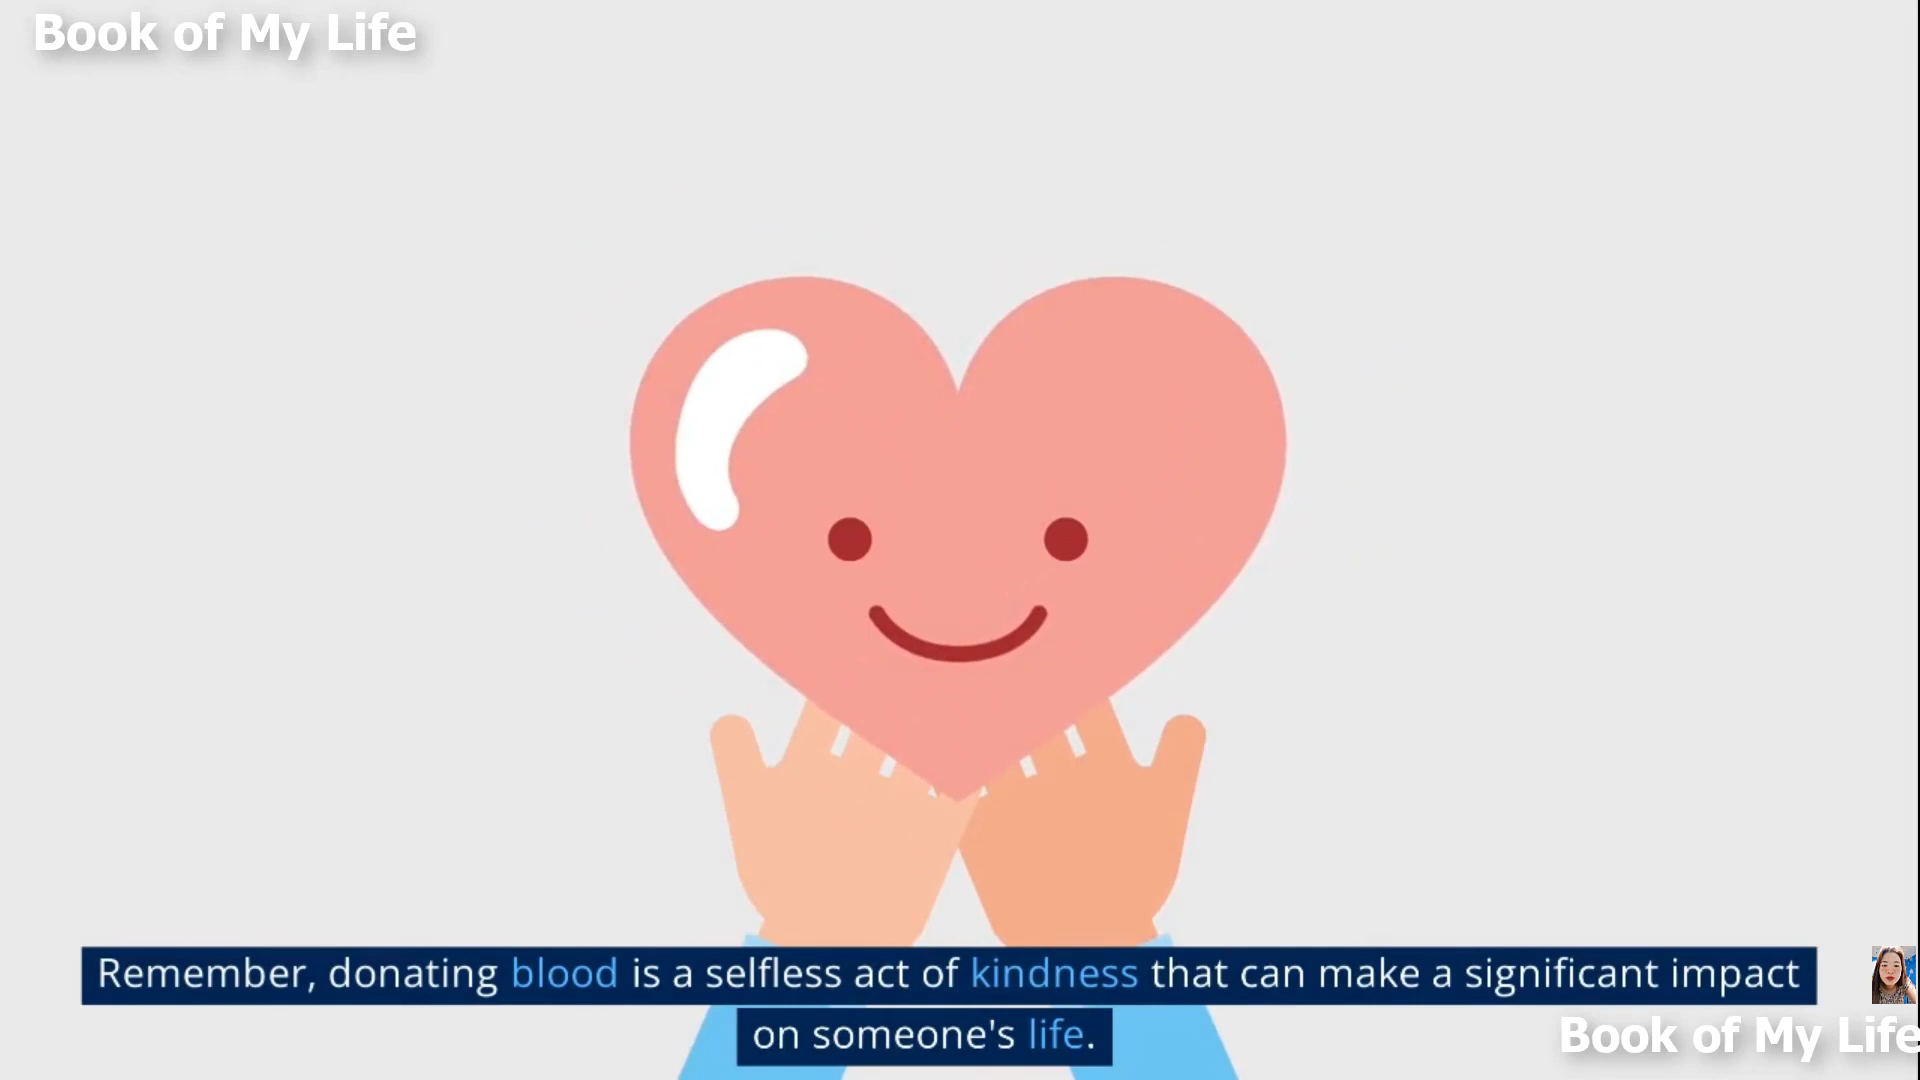 Book of My Life
Remember, donating blood is a selfless act of kindness that can make a significant impact
on someone's life.
Book of My Life